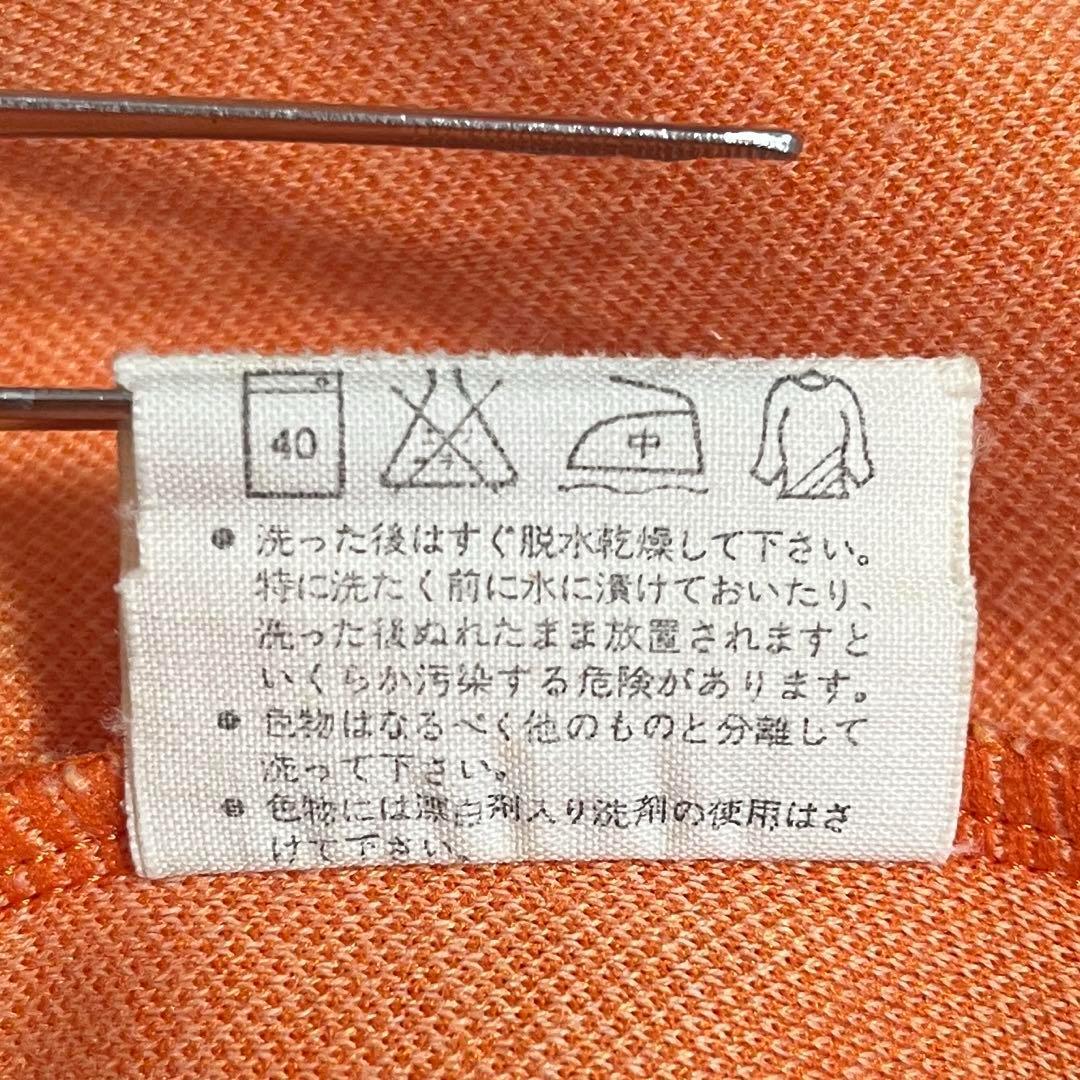 40
中
● 洗った後はすぐ脱水乾燥して下さい。
特に洗たく前に水に漬けておいたり、
洗った後ぬれたまま放置されますと
いくらか汚染する危険があります。
● 色物はなるべく他のものと分離して
洗って下さい。
● 色物には漂白剤入り洗剤の使用はさ
けて下さい。